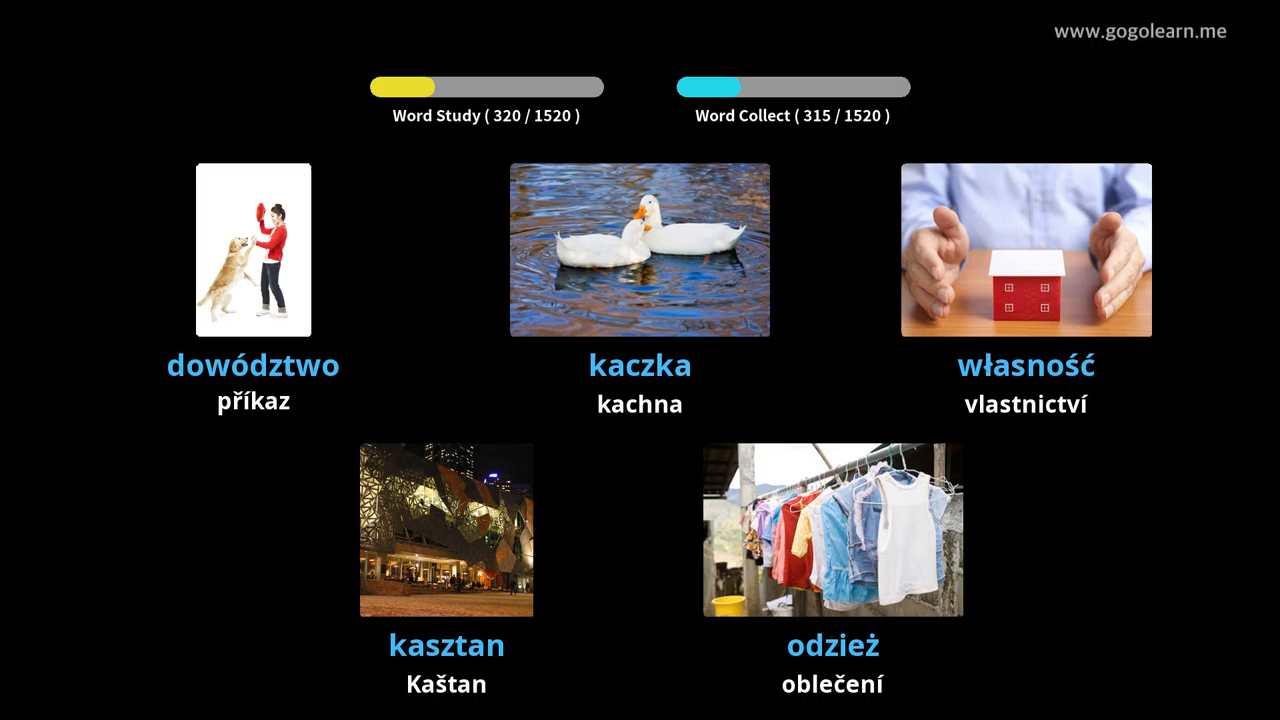 www.gogolearn.me
Word Study ( 320 / 1520 )
Word Collect ( 315 / 1520 )
dowództwo
příkaz
kaczka
kachna
własność
vlastnictví
kasztan
Kaštan
odzież
oblečení